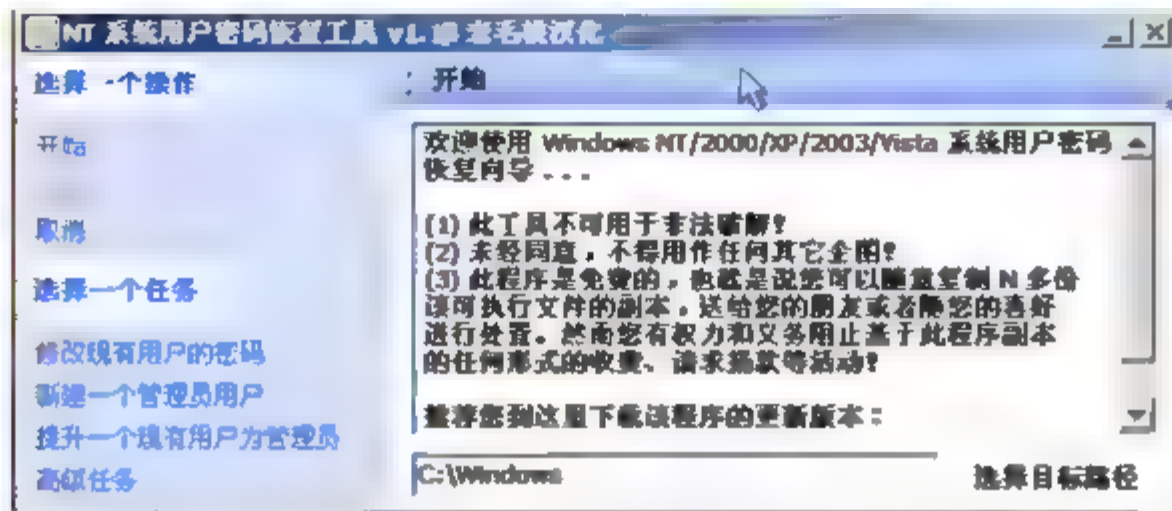 NT 系统用户密码恢复工具
选择一个操作
: 开始
开始
取消
选择一个任务
修改现有用户的密码
新建一个管理员用户
提升一个现有用户为管理员
高级任务
欢迎使用 Windows NT/2000/XP/2003/Vista 系统用户密码
恢复向导...
(1) 此工具不可用于非法破解!
(2) 未经同意,不得用作任何其它企图!
(3) 此程序是免费的,也就是说您可以随意复制 N 多份
该可执行文件的副本,送给您的朋友或者随您的喜好
进行处置。然而您有权力和义务阻止基于此程序副本
的任何形式的收费、请求捐款等活动!
推荐您到这里下载该程序的更新版本:
C:\Windows
选择目标路径